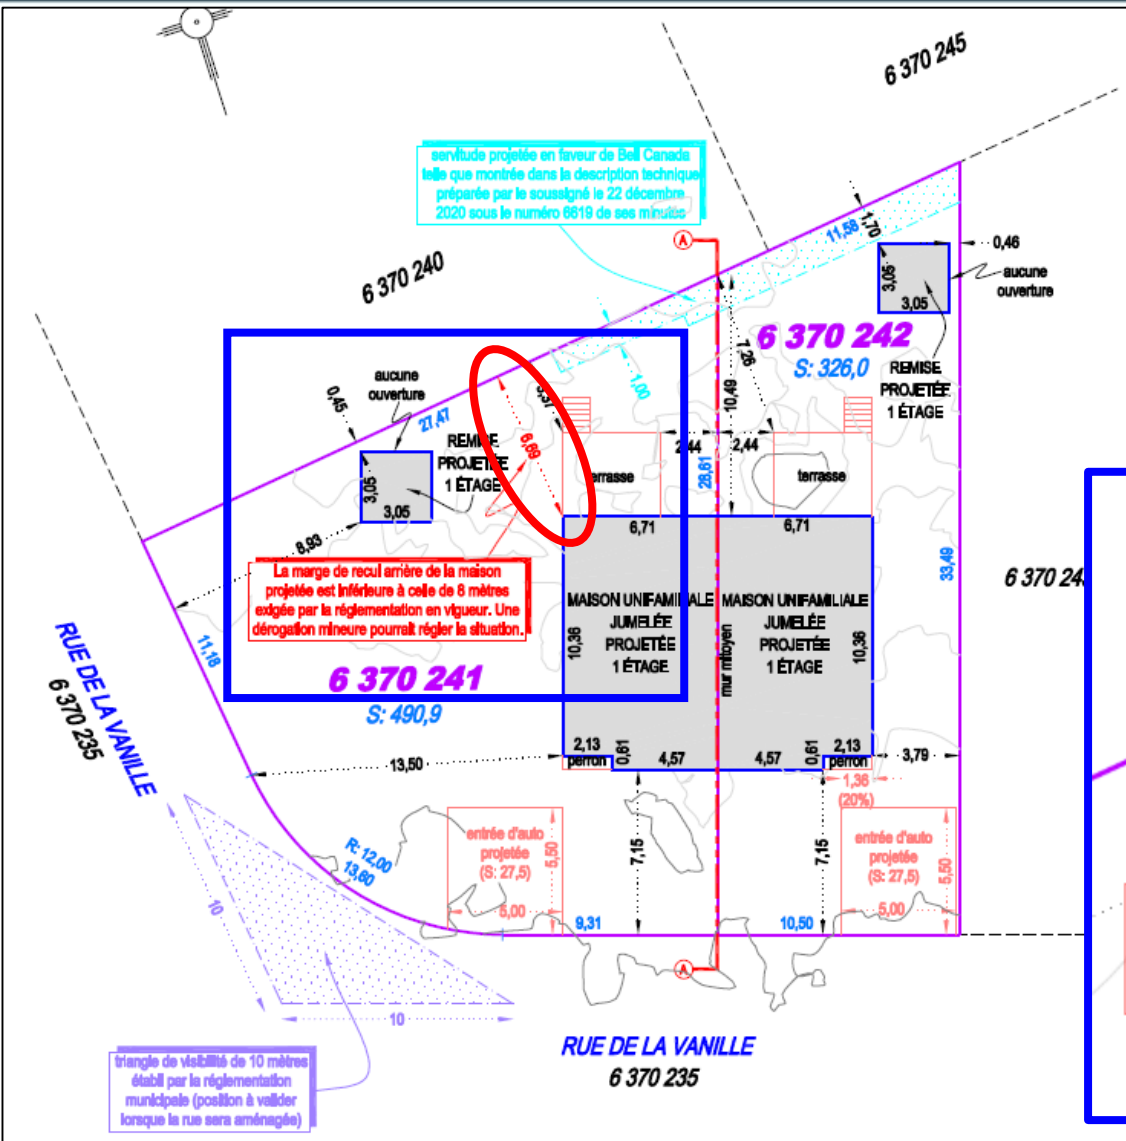 6 370 245
servitude projetée en faveur de Bell Canada
telle que montrée dans la description technique
préparée par le soussigné le 22 décembre
2020 sous le numéro 6619 de ses minutes
A
1,70
11,58
0,46
aucune
ouverture
3,05
3,05
6 370 240
6 370 242
S: 326,0
REMISE
PROJETÉE
1 ÉTAGE
7,26
10,49
1,00
aucune
ouverture
0,45
27,47
5,37
6,69
REMISE
PROJETÉE
1 ÉTAGE
3,05
3,05
2,44
2,44
28,61
terrasse
terrasse
8,93
6,71
6,71
33,49
La marge de recul arrière de la maison
projetée est inférieure à celle de 8 mètres
exigée par la réglementation en vigueur. Une
dérogation mineure pourrait régler la situation.
MAISON UNIFAMILIALE
JUMELÉE
PROJETÉE
1 ÉTAGE
10,36
mur mitoyen
MAISON UNIFAMILIALE
JUMELÉE
PROJETÉE
1 ÉTAGE
10,36
6 370 24
11,18
RUE DE LA VANILLE
6 370 235
6 370 241
S: 490,9
13,50
2,13
perron
0,61
4,57
4,57
0,61
2,13
perron
3,79
1,36
(20%)
entrée d'auto
projetée
(S: 27,5)
5,50
5,00
7,15
7,15
entrée d'auto
projetée
(S: 27,5)
5,50
5,00
R: 12,00
13,60
9,31
10,50
10
10
A
RUE DE LA VANILLE
6 370 235
triangle de visibilité de 10 mètres
établi par la réglementation
municipale (position à valider
lorsque la rue sera aménagée)